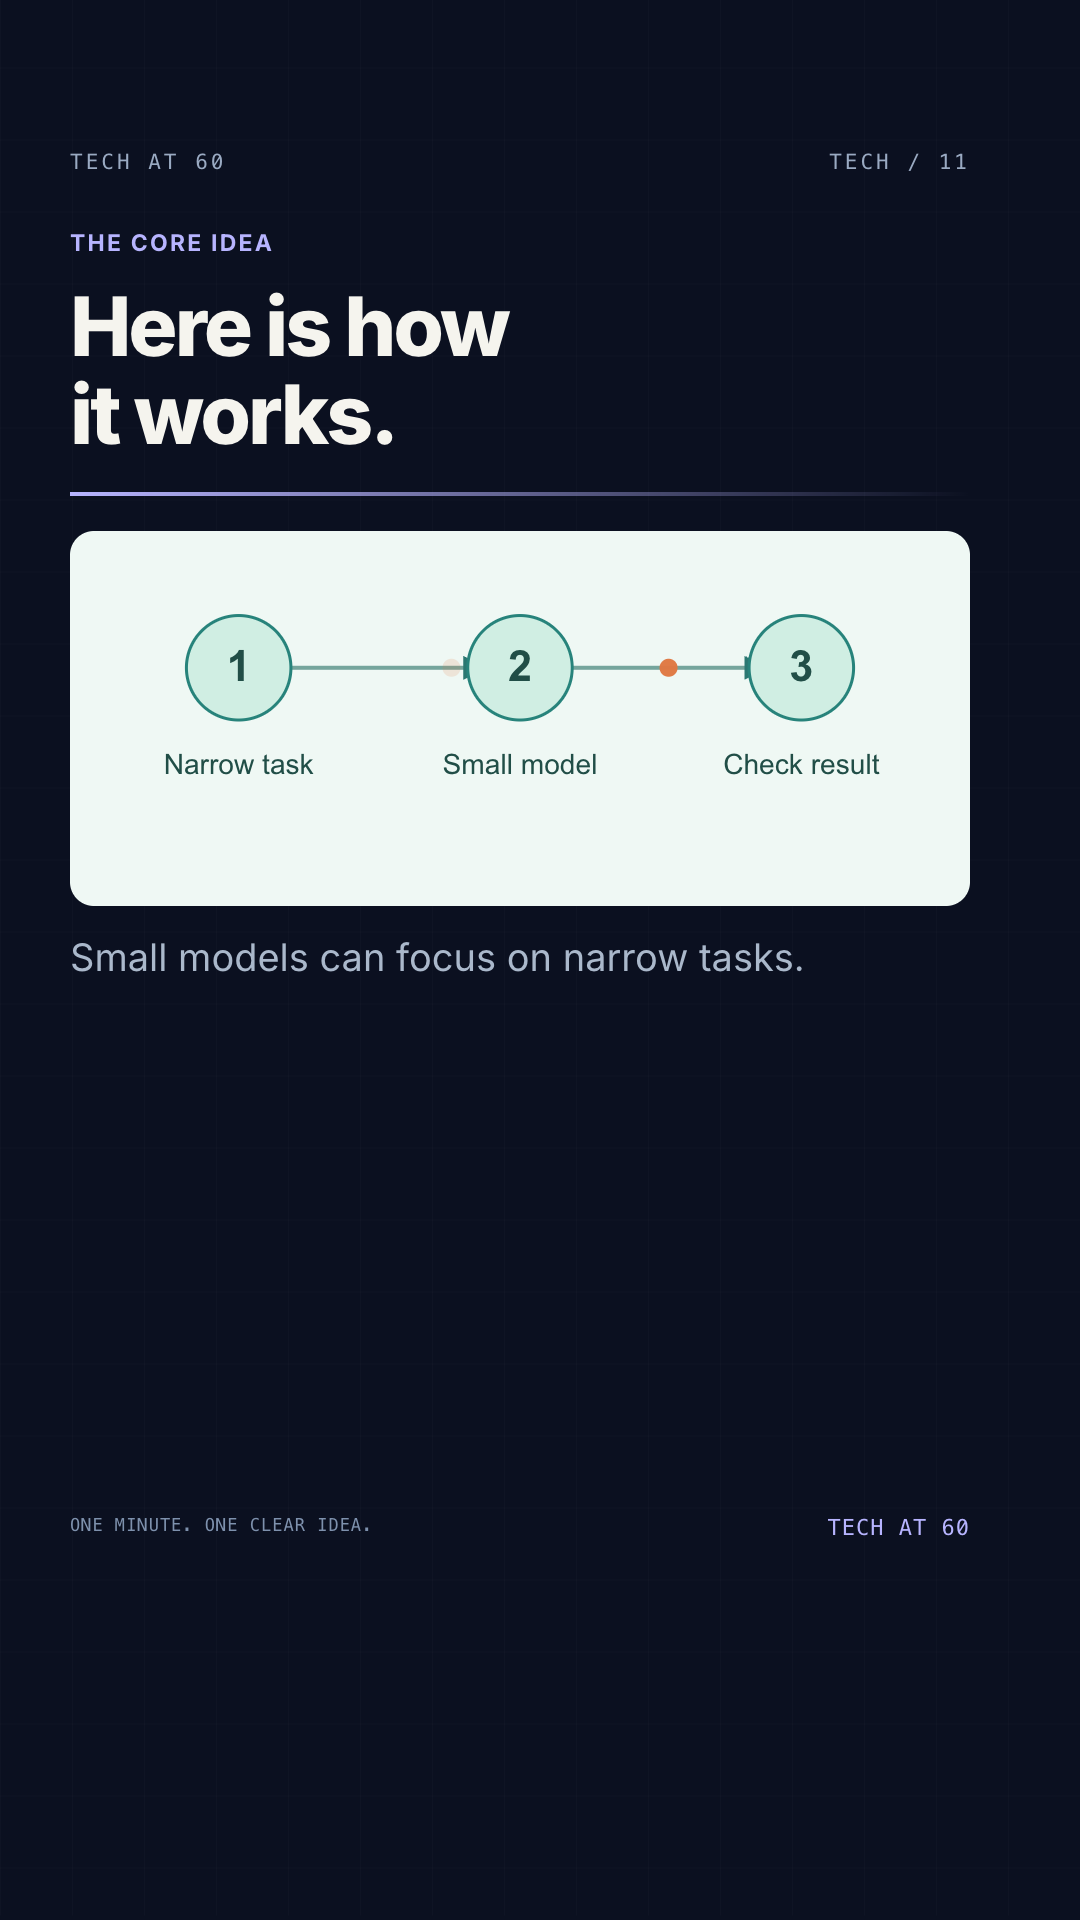 TECH AT 60
TECH / 11
THE CORE IDEA
Here is how
it works.
1
2
3
Narrow task
Small model
Check result
Small models can focus on narrow tasks.
ONE MINUTE. ONE CLEAR IDEA.
TECH AT 60